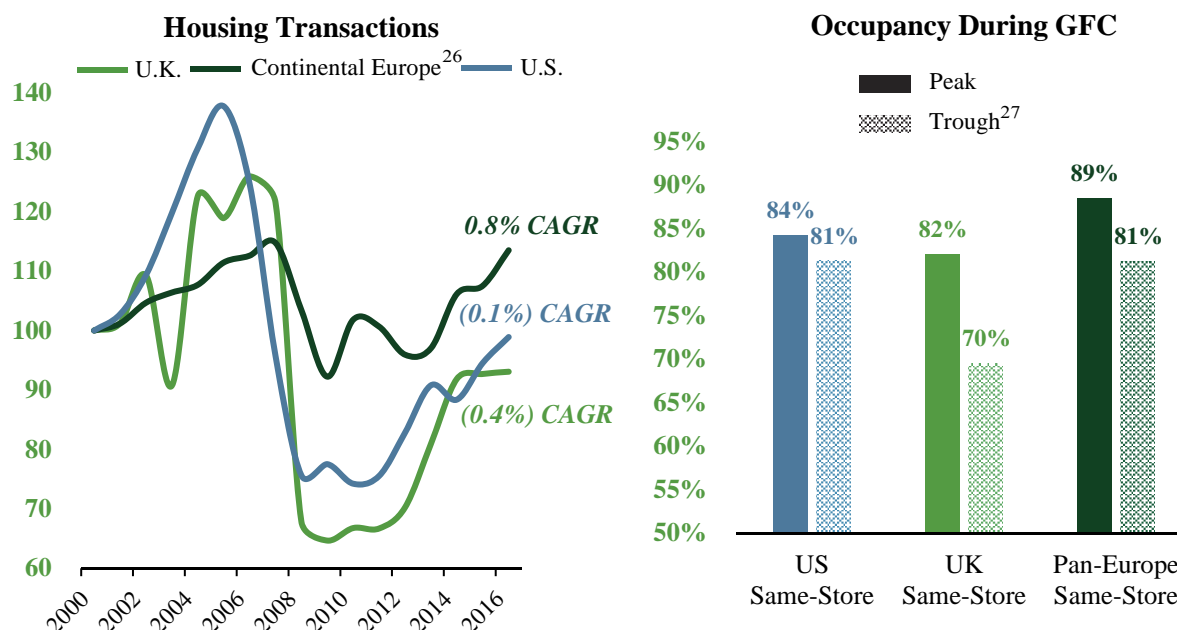 Housing Transactions
U.K. Continental Europe26 U.S.
140
130
120
110
100
90
80
70
60
0.8% CAGR
(0.1%) CAGR
(0.4%) CAGR
2000 2002 2004 2006 2008 2010 2012 2014 2016
Occupancy During GFC
Peak
Trough27
95%
90%
85%
80%
75%
70%
65%
60%
55%
50%
84% 81% 82% 70% 89% 81%
US UK Pan-Europe
Same-Store Same-Store Same-Store